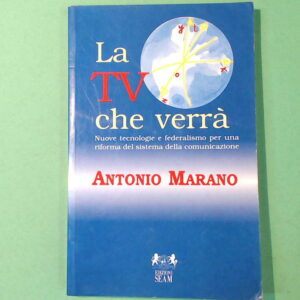 La
TV
che verrà
Nuove tecnologie e federalismo per una
riforma del sistema della comunicazione
ANTONIO MARANO
EDIZIONI
SEAM